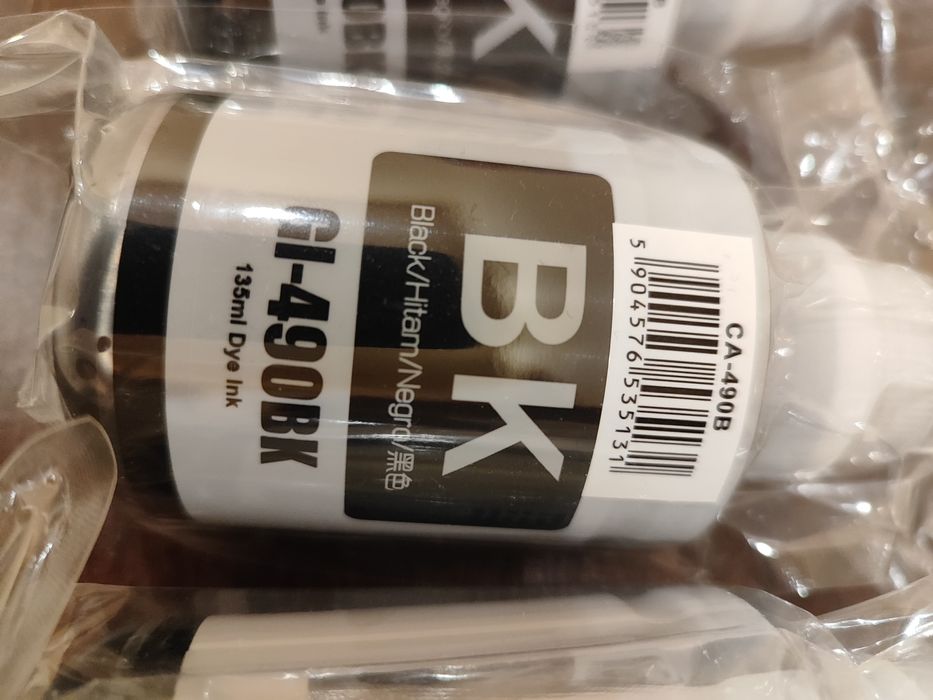 CA-490B
5 904576 535131
BK
Black/Hitam/Negro/黑色
GI-490BK
135ml Dye Ink
K